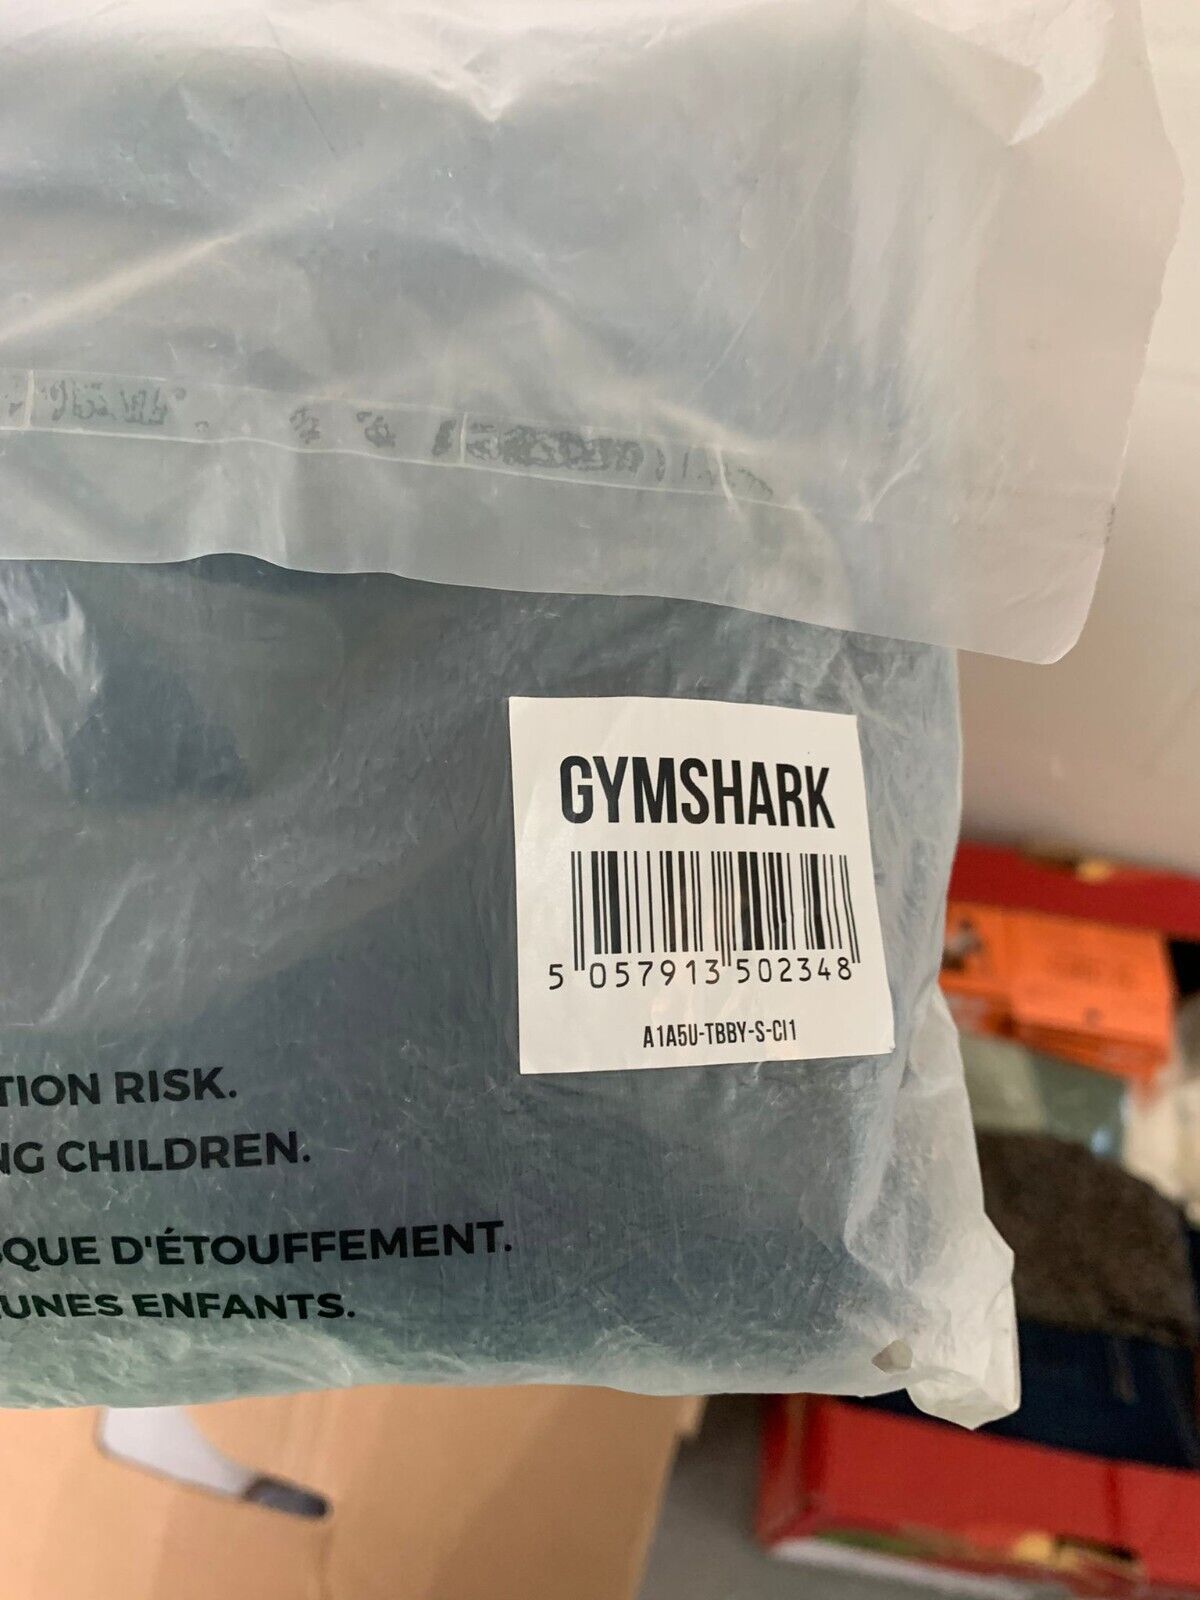 GYMSHARK
5 057913 502348
A1A5U-TBBY-S-CI1
TION RISK.
NG CHILDREN.
SQUE D'ÉTOUFFEMENT.
EUNES ENFANTS.